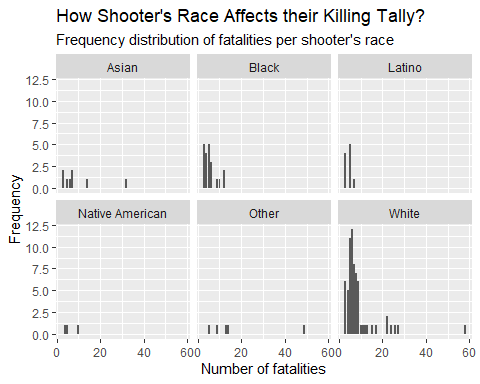 How Shooter's Race Affects their Killing Tally?
Frequency distribution of fatalities per shooter's race
Asian Black Latino
12.5
10.0
7.5
5.0
2.5
0.0
Native American Other White
12.5
10.0
7.5
5.0
2.5
0.0
Frequency
0 20 40 60 0 20 40 60 0 20 40 60
Number of fatalities